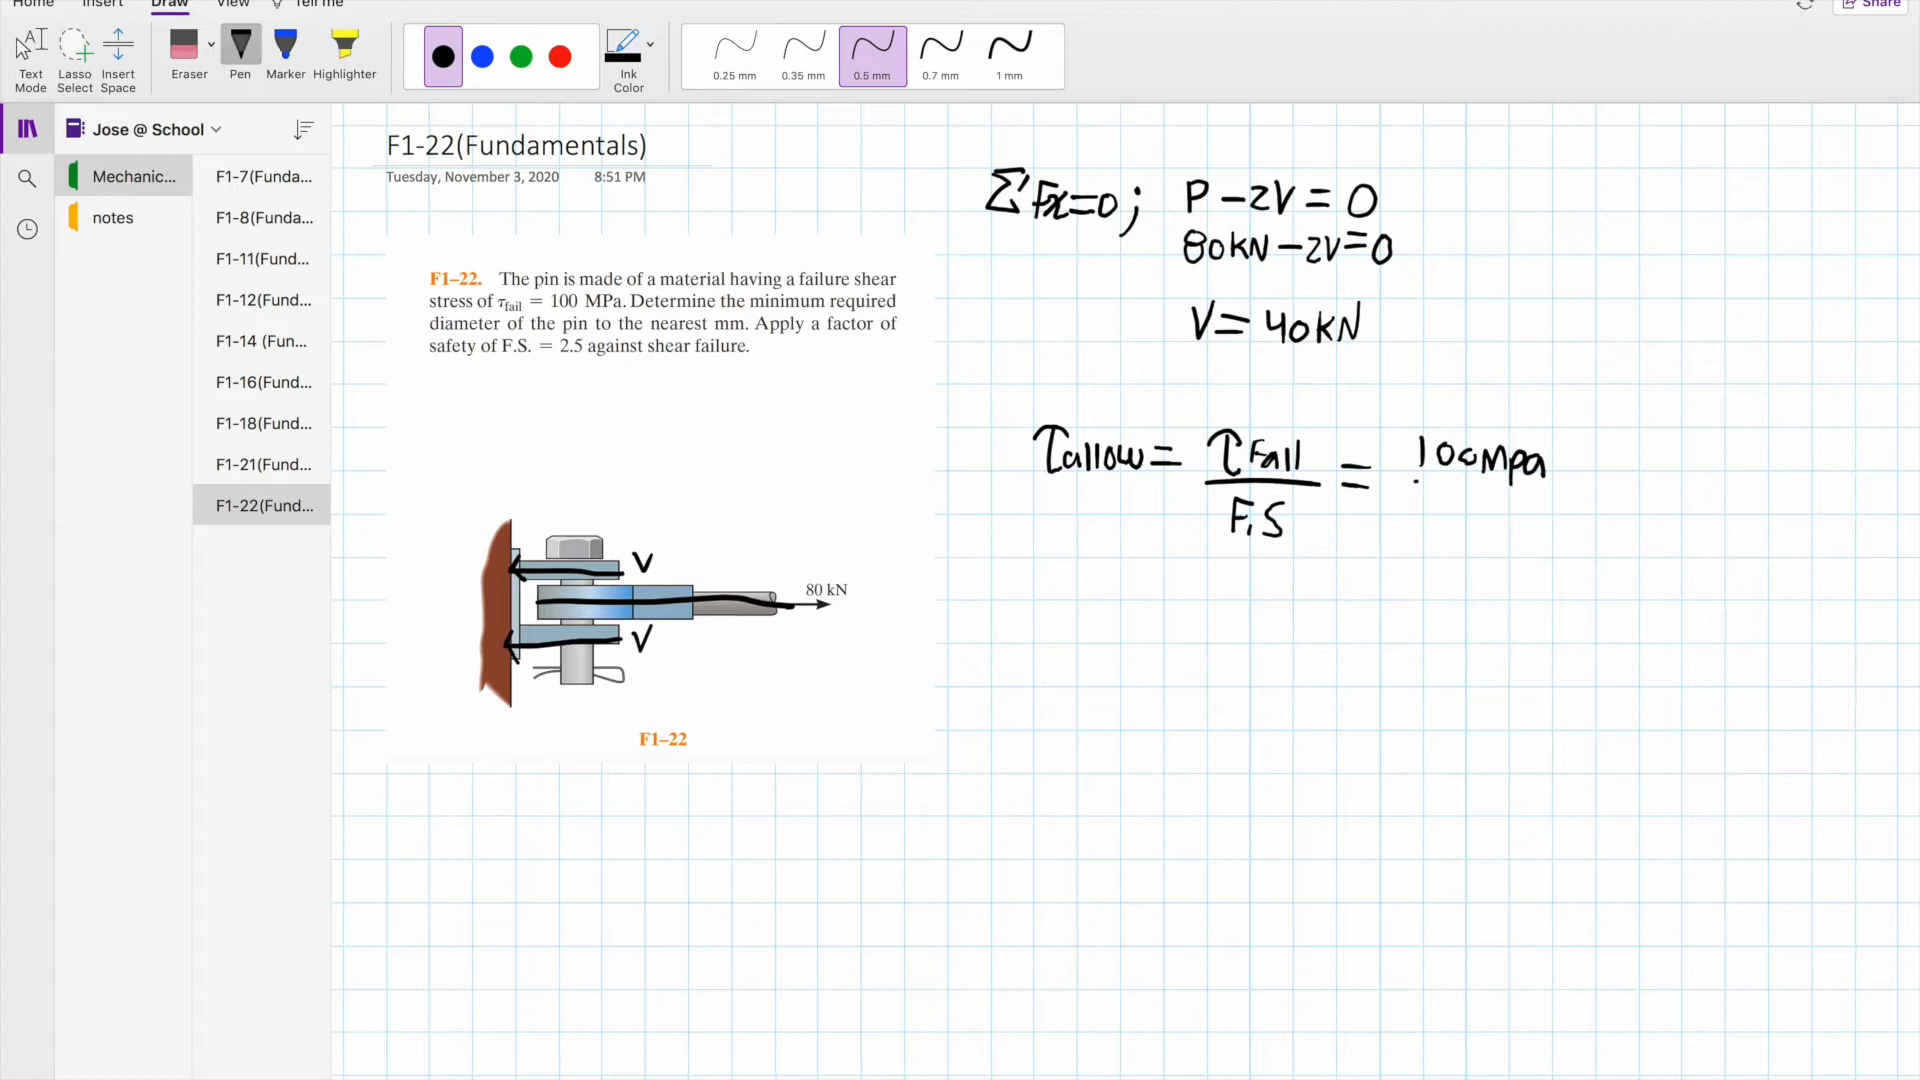 Home Insert Draw View Tell me Share
Text Mode
Lasso Select
Insert Space
Eraser
Pen
Marker
Highlighter
Ink Color
0.25 mm
0.35 mm
0.5 mm
0.7 mm
1 mm
Jose @ School
Mechanic...
notes
F1-7(Funda...
F1-8(Funda...
F1-11(Fund...
F1-12(Fund...
F1-14 (Fun...
F1-16(Fund...
F1-18(Fund...
F1-21(Fund...
F1-22(Fund...
F1-22(Fundamentals)
Tuesday, November 3, 2020 8:51 PM
F1–22. The pin is made of a material having a failure shear
stress of τfail = 100 MPa. Determine the minimum required
diameter of the pin to the nearest mm. Apply a factor of
safety of F.S. = 2.5 against shear failure.
V
80 kN
V
F1–22
ΣFx=0; P-2V=0
80kN-2V=0
V=40kN
τallow = τFail / F.S = 100Mpa